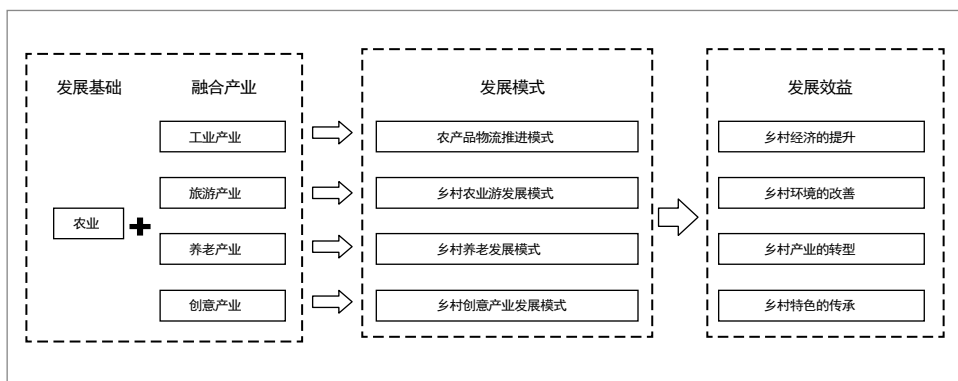 发展基础
融合产业
发展模式
发展效益
工业产业
农产品物流推进模式
乡村经济的提升
旅游产业
乡村农业游发展模式
乡村环境的改善
农业
养老产业
乡村养老发展模式
乡村产业的转型
创意产业
乡村创意产业发展模式
乡村特色的传承